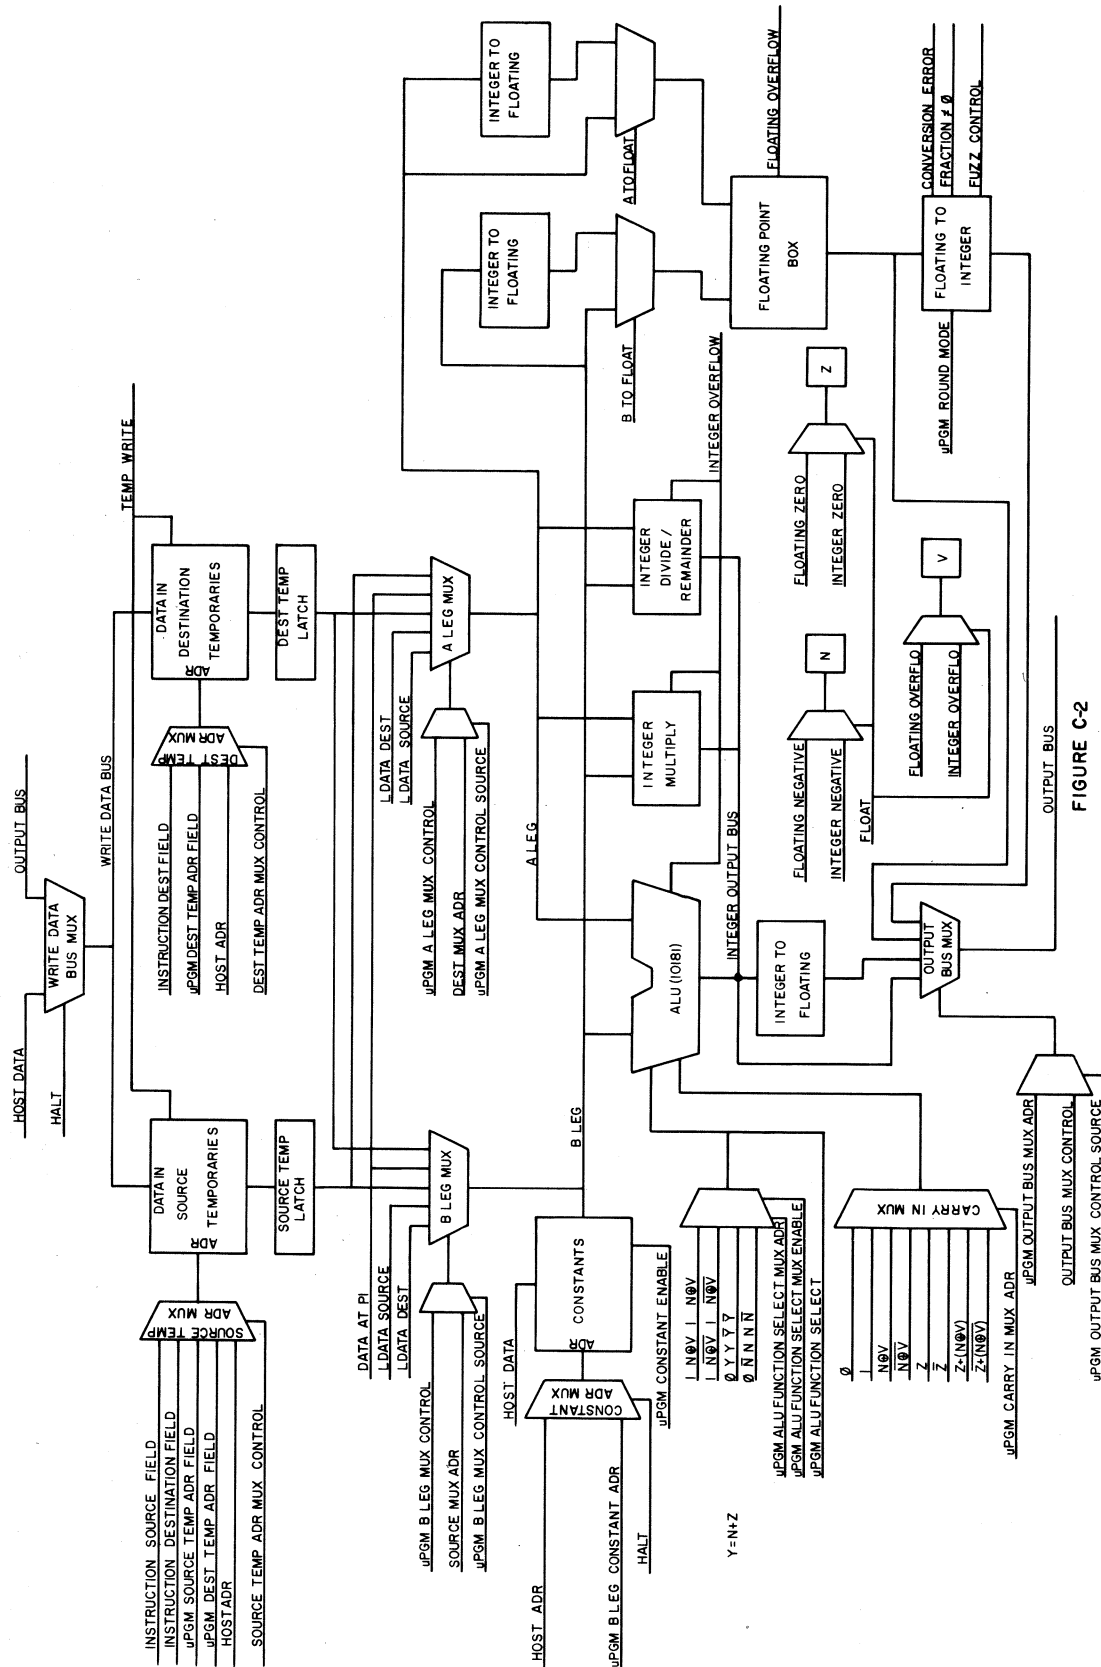 OUTPUT BUS
HOST DATA
WRITE DATA
BUS MUX
HALT
WRITE DATA BUS
TEMP WRITE
INSTRUCTION SOURCE FIELD
INSTRUCTION DESTINATION FIELD
uPGM SOURCE TEMP ADR FIELD
uPGM DEST TEMP ADR FIELD
HOST ADR
SOURCE TEMP ADR MUX CONTROL
SOURCE TEMP
ADR MUX
DATA IN
SOURCE
TEMPORARIES
ADR
SOURCE TEMP
LATCH
INSTRUCTION DEST FIELD
uPGM DEST TEMP ADR FIELD
HOST ADR
DEST TEMP ADR MUX CONTROL
DEST TEMP
ADR MUX
DATA IN
DESTINATION
TEMPORARIES
ADR
DEST TEMP
LATCH
DATA AT PI
LDATA SOURCE
LDATA DEST
B LEG MUX
uPGM B LEG MUX CONTROL
SOURCE MUX ADR
uPGM B LEG MUX CONTROL SOURCE
LDATA DEST
LDATA SOURCE
A LEG MUX
uPGM A LEG MUX CONTROL
DEST MUX ADR
uPGM A LEG MUX CONTROL SOURCE
INTEGER TO
FLOATING
INTEGER TO
FLOATING
A TO FLOAT
B TO FLOAT
A LEG
B LEG
HOST DATA
HOST ADR
CONSTANT
ADR MUX
CONSTANTS
ADR
uPGM B LEG CONSTANT ADR
HALT
uPGM CONSTANT ENABLE
ALU (10181)
INTEGER
MULTIPLY
INTEGER
DIVIDE /
REMAINDER
INTEGER OVERFLOW
FLOATING POINT
BOX
FLOATING OVERFLOW
I N⊕V I N⊕V
I N̅⊕̅V̅ I N̅⊕̅V̅
Ø Y Y̅ Y Y̅
Ø N̅ N N N̅
uPGM ALU FUNCTION SELECT MUX ADR
uPGM ALU FUNCTION SELECT MUX ENABLE
uPGM ALU FUNCTION SELECT
Y=N+Z
INTEGER OUTPUT BUS
INTEGER TO
FLOATING
FLOATING NEGATIVE
INTEGER NEGATIVE
N
FLOATING ZERO
INTEGER ZERO
Z
FLOAT
FLOATING OVERFLO
INTEGER OVERFLO
V
Ø
I
N⊕V
N̅⊕̅V̅
Z
Z̅
Z+(N⊕V)
Z̅+̅(̅N̅⊕̅V̅)̅
CARRY IN MUX
uPGM CARRY IN MUX ADR
uPGM ROUND MODE
FLOATING TO
INTEGER
CONVERSION ERROR
FRACTION ≠ Ø
FUZZ CONTROL
OUTPUT
BUS MUX
uPGM OUTPUT BUS MUX ADR
OUTPUT BUS MUX CONTROL
uPGM OUTPUT BUS MUX CONTROL SOURCE
OUTPUT BUS
FIGURE C-2